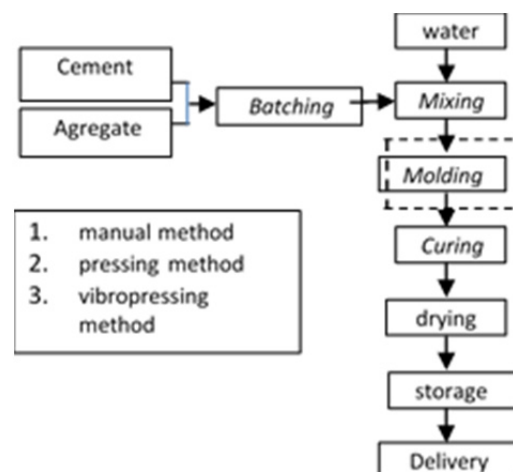 water
Cement
Agregate
Batching
Mixing
Molding
1. manual method
2. pressing method
3. vibropressing
method
Curing
drying
storage
Delivery